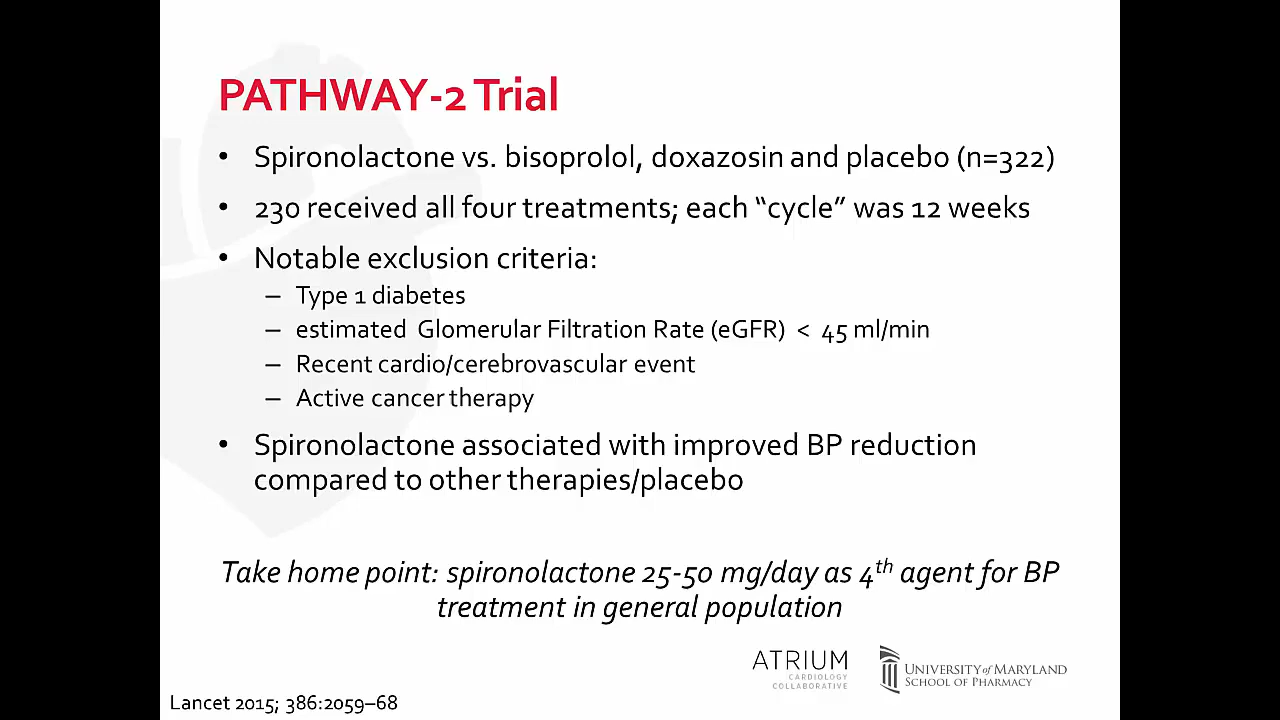 PATHWAY-2 Trial
• Spironolactone vs. bisoprolol, doxazosin and placebo (n=322)
• 230 received all four treatments; each “cycle” was 12 weeks
• Notable exclusion criteria:
– Type 1 diabetes
– estimated Glomerular Filtration Rate (eGFR) < 45 ml/min
– Recent cardio/cerebrovascular event
– Active cancer therapy
• Spironolactone associated with improved BP reduction
compared to other therapies/placebo
Take home point: spironolactone 25-50 mg/day as 4th agent for BP
treatment in general population
ATRIUM
CARDIOLOGY
COLLABORATIVE
UNIVERSITY of MARYLAND
SCHOOL OF PHARMACY
Lancet 2015; 386:2059–68